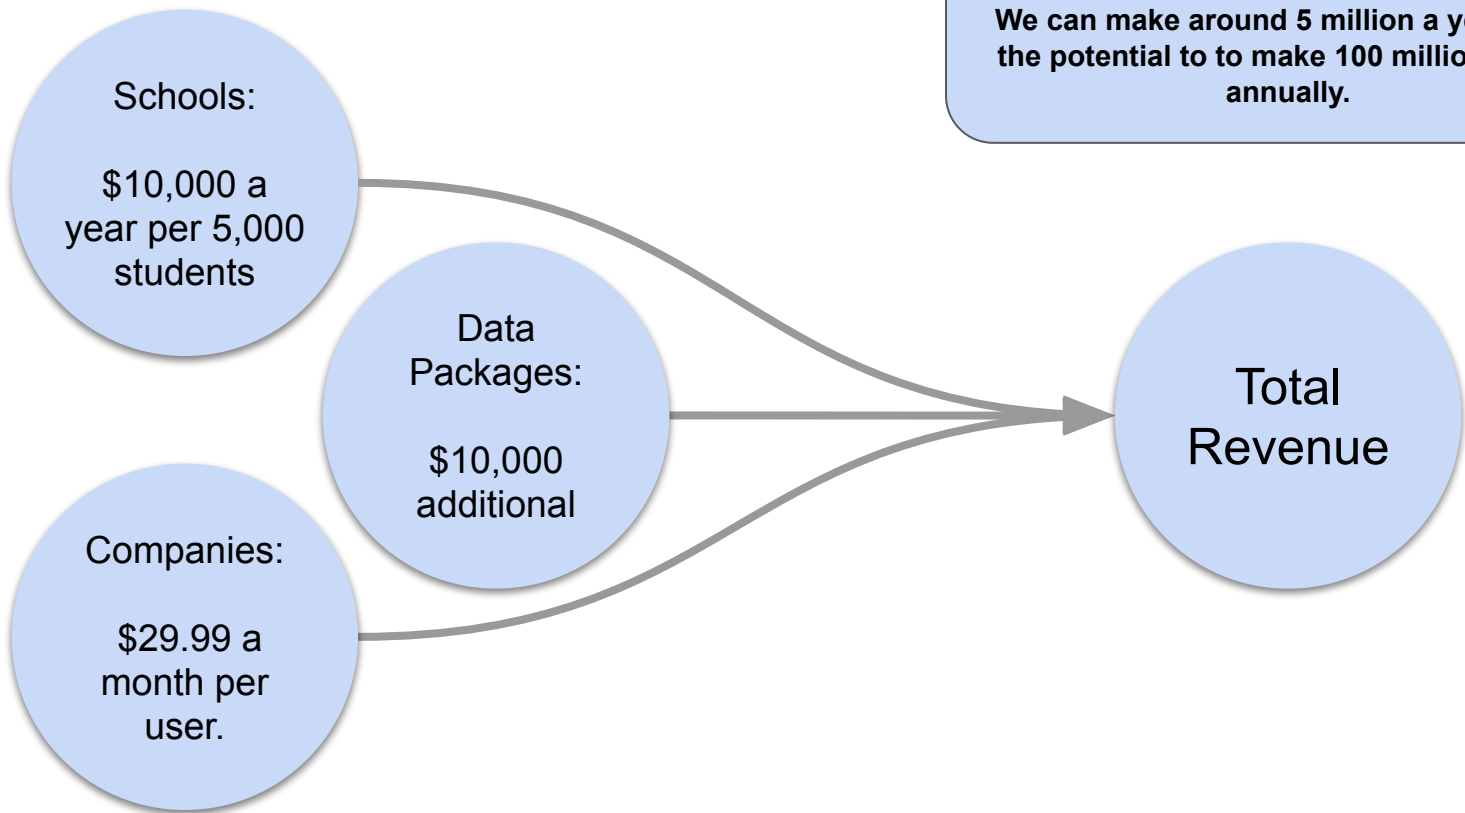 We can make around 5 million a
the potential to to make 100
annually.
Schools:
$10,000 a
year per 5,000
students
Data
Packages:
$10,000
additional
Companies:
$29.99 a
month per
user.
Total
Revenue